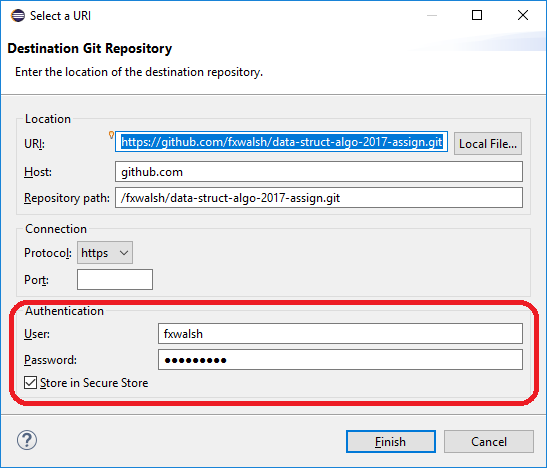 Select a URI
Destination Git Repository
Enter the location of the destination repository.
Location
URI: https://github.com/fxwalsh/data-struct-algo-2017-assign.git Local File...
Host: github.com
Repository path: /fxwalsh/data-struct-algo-2017-assign.git
Connection
Protocol: https
Port:
Authentication
User: fxwalsh
Password: ●●●●●●●●●
Store in Secure Store
? Finish Cancel